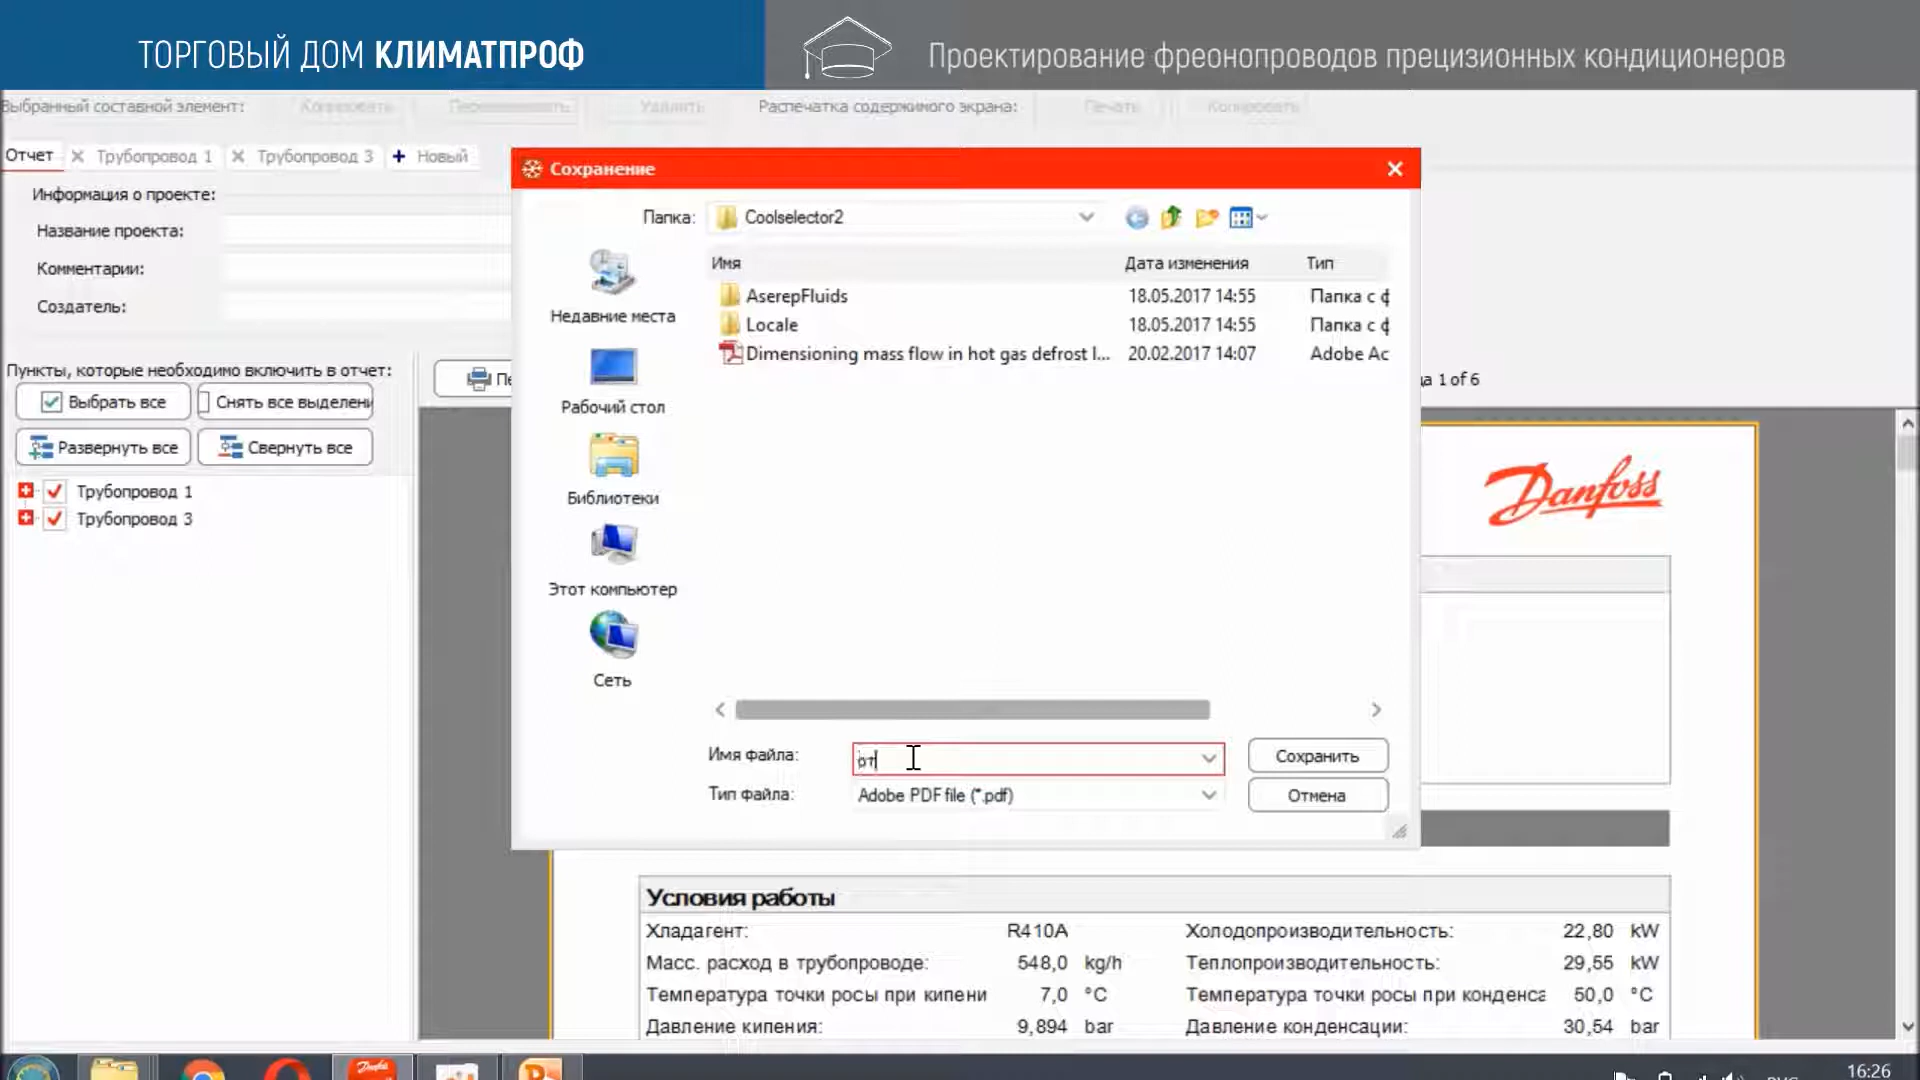 ТОРГОВЫЙ ДОМ КЛИМАТПРОФ
Проектирование фреонопроводов прецизионных кондиционеров
Выбранный составной элемент:
Копировать
Удалить
Распечатка содержимого экрана:
Печать
Копировать
Отчет
Трубопровод 1
Трубопровод 3
Новый
Информация о проекте:
Название проекта:
Комментарии:
Создатель:
Пункты, которые необходимо включить в отчет:
Выбрать все
Снять все выделени
Развернуть все
Свернуть все
Трубопровод 1
Трубопровод 3
Сохранение
Папка: Coolselector2
Недавние места
Рабочий стол
Библиотеки
Этот компьютер
Сеть
Имя Дата изменения Тип
AserepFluids 18.05.2017 14:55 Папка с ф
Locale 18.05.2017 14:55 Папка с ф
Dimensioning mass flow in hot gas defrost l... 20.02.2017 14:07 Adobe Ac
Имя файла: от
Сохранить
Тип файла: Adobe PDF file (*.pdf)
Отмена
Пе
а 1 of 6
Danfoss
Условия работы
Хладагент: R410A Холодопроизводительность: 22,80 kW
Масс. расход в трубопроводе: 548,0 kg/h Теплопроизводительность: 29,55 kW
Температура точки росы при кипени 7,0 °C Температура точки росы при конденса 50,0 °C
Давление кипения: 9,894 bar Давление конденсации: 30,54 bar
Danfoss
16:26